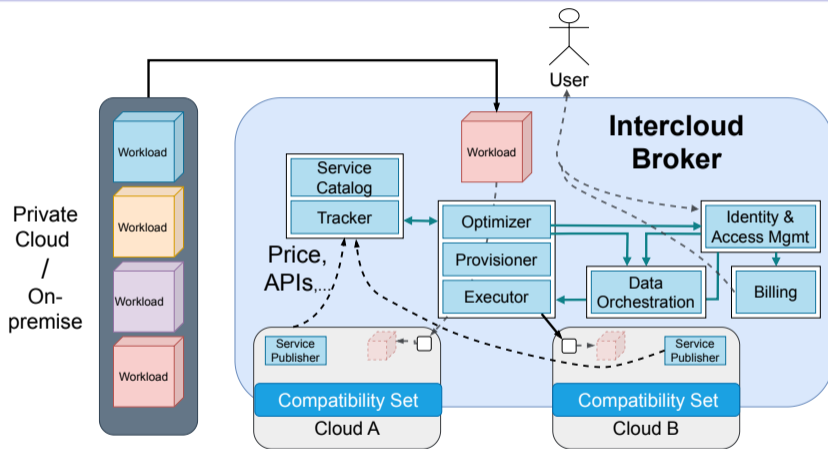 User
Intercloud
Broker
Workload
Workload
Workload
Workload
Workload
Private
Cloud
/
On-
premise
Service
Catalog
Tracker
Price,
APIs,...
Optimizer
Provisioner
Executor
Identity &
Access Mgmt
Data
Orchestration
Billing
Service
Publisher
Compatibility Set
Cloud A
Service
Publisher
Compatibility Set
Cloud B